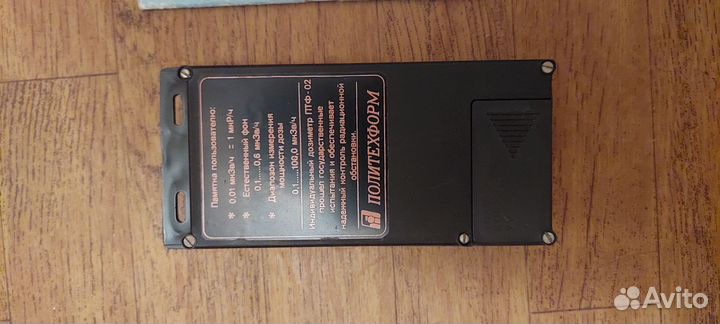 Памятка пользователю:
* 0,01 мкЗв/ч = 1 мкР/ч
* Естественный фон
0,1......0,6 мкЗв/ч
* Диапазон измерения
мощности дозы
0,1......100,0 мкЗв/ч
Индивидуальный дозиметр ПТФ - 02
прошел государственные
испытания и обеспечивает
надежный контроль радиационной
обстановки.
ПОЛИТЕХФОРМ
Avito